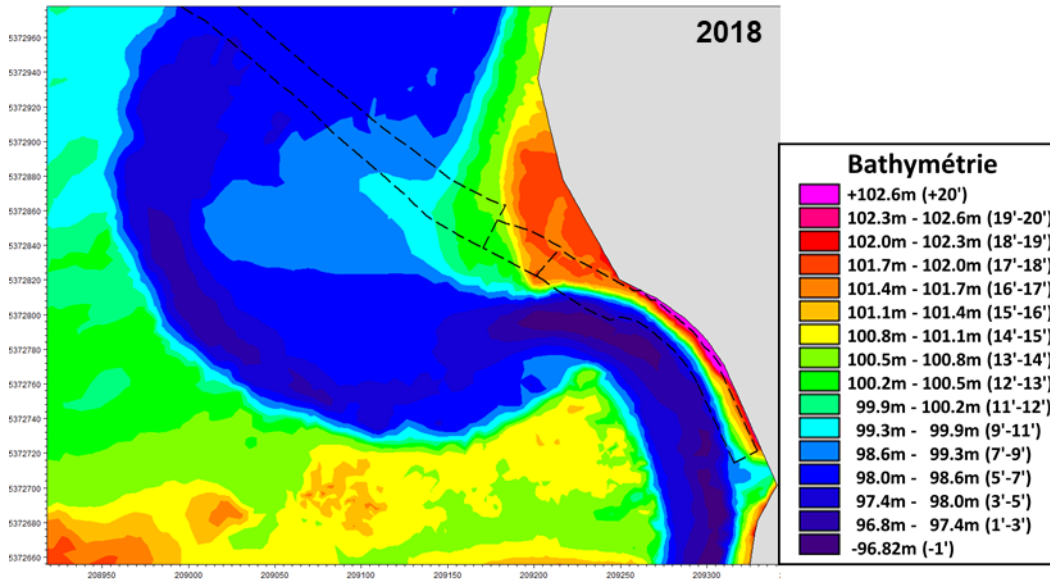 2018
5372960
5372940
5372920
5372900
5372880
5372860
5372840
5372820
5372800
5372780
5372760
5372740
5372720
5372700
5372680
5372660
208950 209000 209050 209100 209150 209200 209250 209300
Bathymétrie
+102.6m (+20')
102.3m - 102.6m (19'-20')
102.0m - 102.3m (18'-19')
101.7m - 102.0m (17'-18')
101.4m - 101.7m (16'-17')
101.1m - 101.4m (15'-16')
100.8m - 101.1m (14'-15')
100.5m - 100.8m (13'-14')
100.2m - 100.5m (12'-13')
99.9m - 100.2m (11'-12')
99.3m - 99.9m (9'-11')
98.6m - 99.3m (7'-9')
98.0m - 98.6m (5'-7')
97.4m - 98.0m (3'-5')
96.8m - 97.4m (1'-3')
-96.82m (-1')